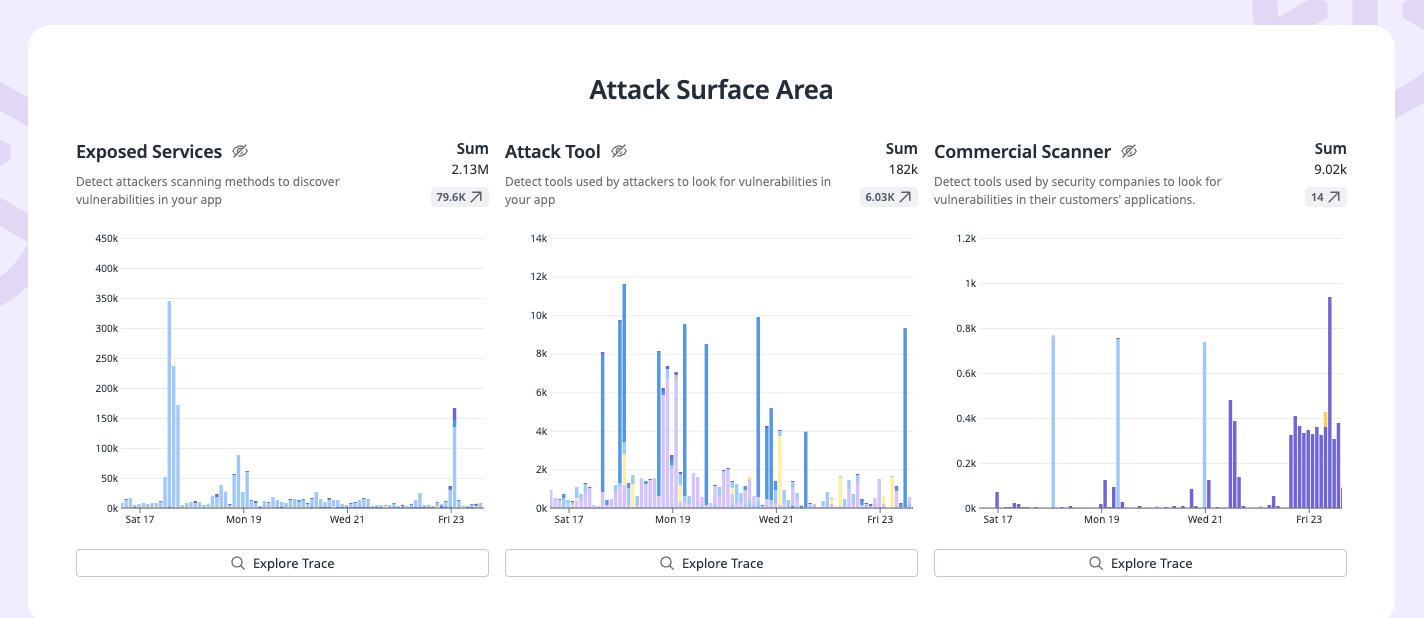 Attack Surface Area
Exposed Services
Sum
2.13M
Detect attackers scanning methods to discover
vulnerabilities in your app
79.6K
450k
400k
350k
300k
250k
200k
150k
100k
50k
0k
Sat 17
Mon 19
Wed 21
Fri 23
Explore Trace
Attack Tool
Sum
182k
Detect tools used by attackers to look for vulnerabilities in
your app
6.03K
14k
12k
10k
8k
6k
4k
2k
0k
Sat 17
Mon 19
Wed 21
Fri 23
Explore Trace
Commercial Scanner
Sum
9.02k
Detect tools used by security companies to look for
vulnerabilities in their customers' applications.
14
1.2k
1k
0.8k
0.6k
0.4k
0.2k
0k
Sat 17
Mon 19
Wed 21
Fri 23
Explore Trace